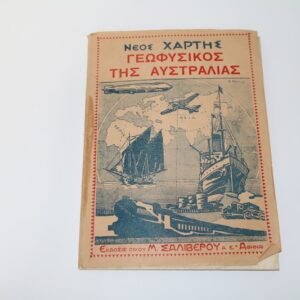 ΝΕΟΣ ΧΑΡΤΗΣ
ΓΕΩΦΥΣΙΚΟΣ
ΤΗΣ ΑΥΣΤΡΑΛΙΑΣ
ΕΚΔΟΣΙΣ ΟΙΚΟΥ Μ. ΣΑΛΙΒΕΡΟΥ Α.Ε. ΑΘΗΝΑΙ